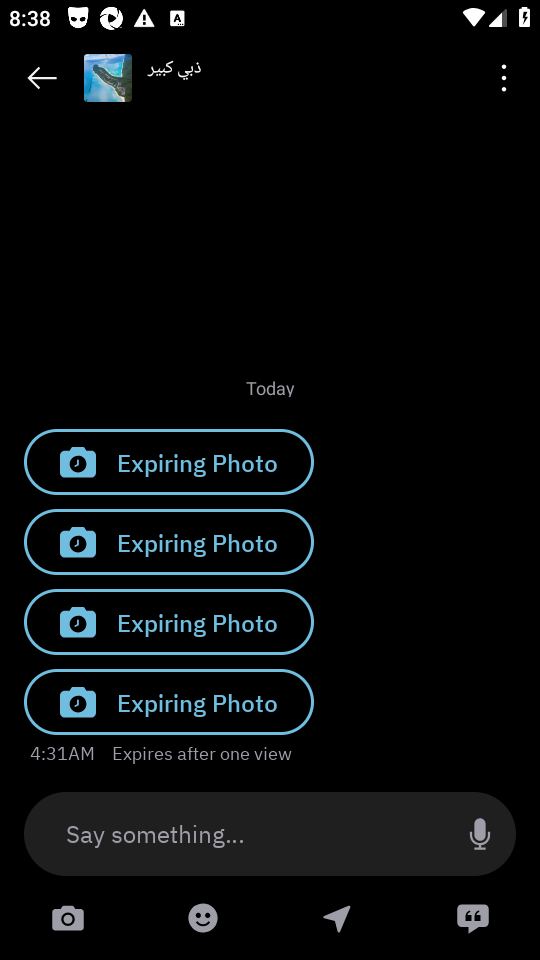 8:38
ذبي كبير
Today
Expiring Photo
Expiring Photo
Expiring Photo
Expiring Photo
4:31AM Expires after one view
Say something...